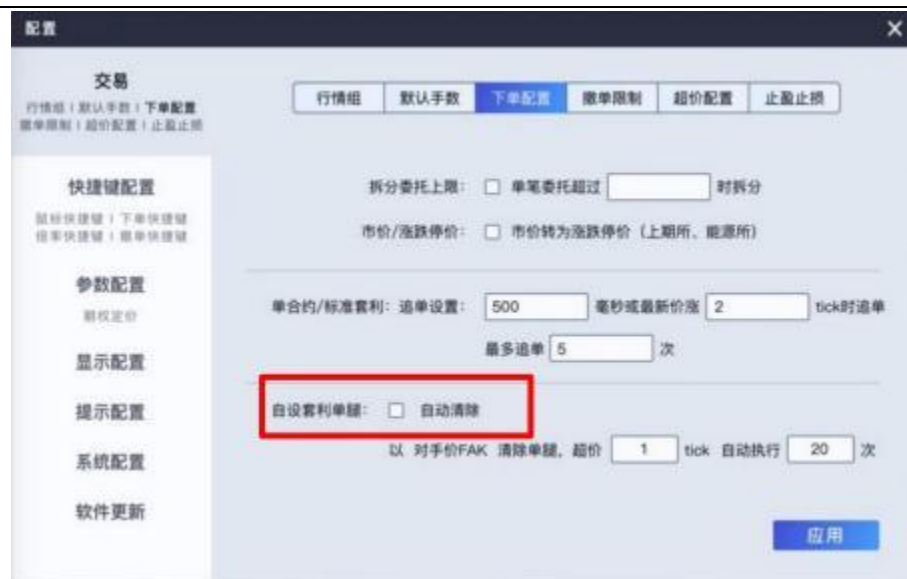 配置
交易
行情组 | 默认手数 | 下单配置
撤单限制 | 超价配置 | 止盈止损
快捷键配置
鼠标快捷键 | 下单快捷键
倍率快捷键 | 撤单快捷键
参数配置
期权定价
显示配置
提示配置
系统配置
软件更新
行情组 默认手数 下单配置 撤单限制 超价配置 止盈止损
拆分委托上限: 单笔委托超过 时拆分
市价/涨跌停价: 市价转为涨跌停价(上期所、能源所)
单合约/标准套利: 追单设置: 500 毫秒或最新价涨 2 tick时追单
最多追单 5 次
自设套利单腿: 自动清除
以 对手价FAK 清除单腿, 超价 1 tick 自动执行 20 次
应用